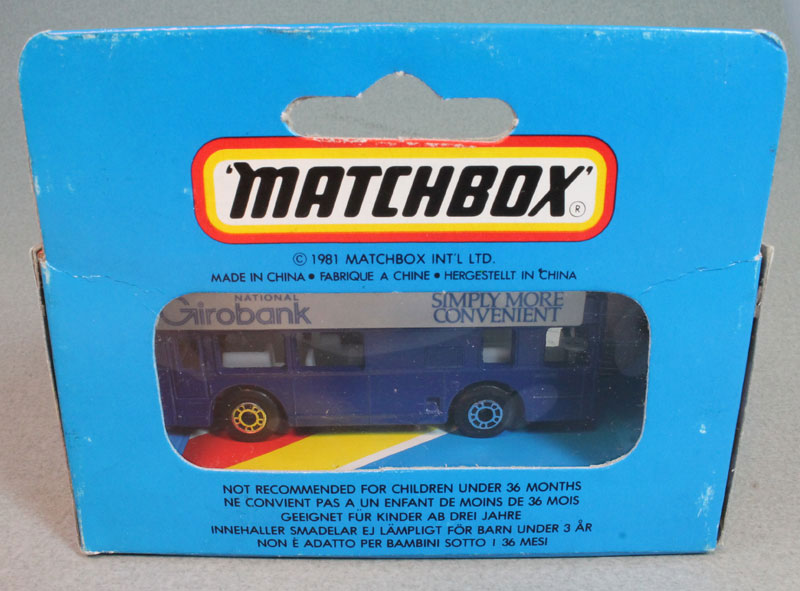 'MATCHBOX'®
© 1981 MATCHBOX INT'L LTD.
MADE IN CHINA • FABRIQUE A CHINE • HERGESTELLT IN CHINA
NATIONAL
Girobank
SIMPLY MORE
CONVENIENT
NOT RECOMMENDED FOR CHILDREN UNDER 36 MONTHS
NE CONVIENT PAS A UN ENFANT DE MOINS DE 36 MOIS
GEEIGNET FÜR KINDER AB DREI JAHRE
INNEHALLER SMADELAR EJ LÄMPLIGT FÖR BARN UNDER 3 ÅR
NON È ADATTO PER BAMBINI SOTTO I 36 MESI